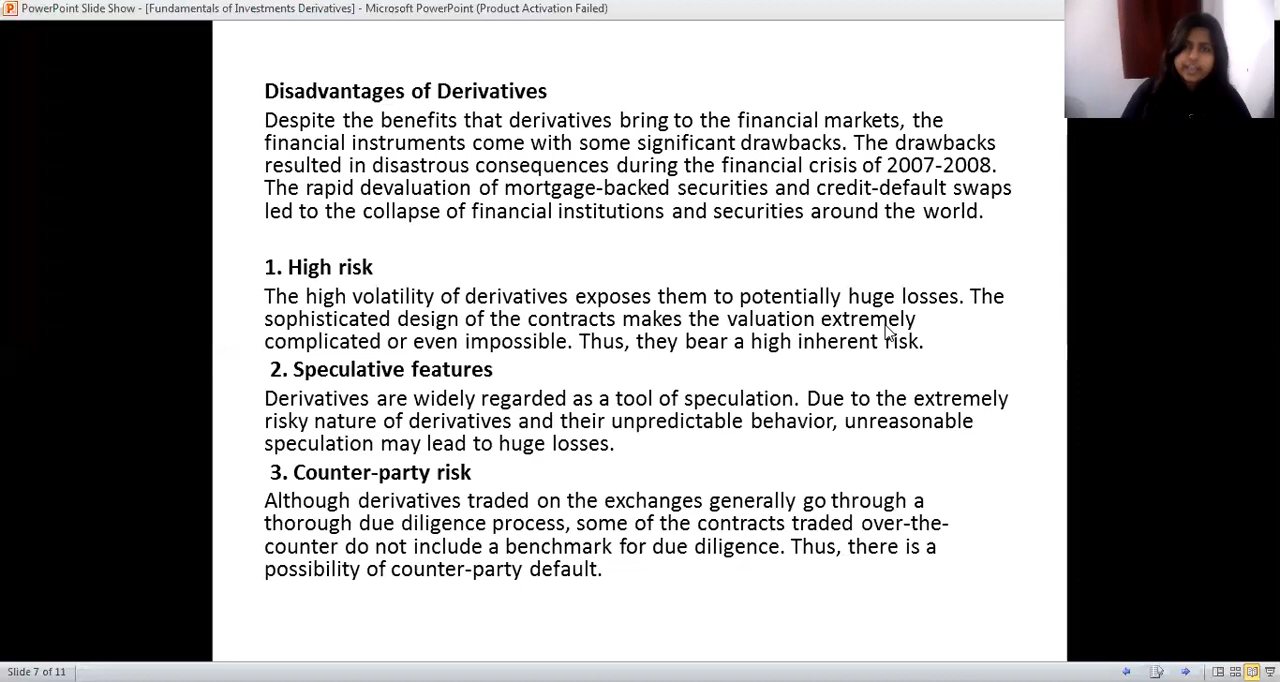 PowerPoint Slide Show - [Fundamentals of Investments Derivatives] - Microsoft PowerPoint (Product Activation Failed)
Disadvantages of Derivatives
Despite the benefits that derivatives bring to the financial markets, the
financial instruments come with some significant drawbacks. The drawbacks
resulted in disastrous consequences during the financial crisis of 2007-2008.
The rapid devaluation of mortgage-backed securities and credit-default swaps
led to the collapse of financial institutions and securities around the world.
1. High risk
The high volatility of derivatives exposes them to potentially huge losses. The
sophisticated design of the contracts makes the valuation extremely
complicated or even impossible. Thus, they bear a high inherent risk.
2. Speculative features
Derivatives are widely regarded as a tool of speculation. Due to the extremely
risky nature of derivatives and their unpredictable behavior, unreasonable
speculation may lead to huge losses.
3. Counter-party risk
Although derivatives traded on the exchanges generally go through a
thorough due diligence process, some of the contracts traded over-the-
counter do not include a benchmark for due diligence. Thus, there is a
possibility of counter-party default.
Slide 7 of 11